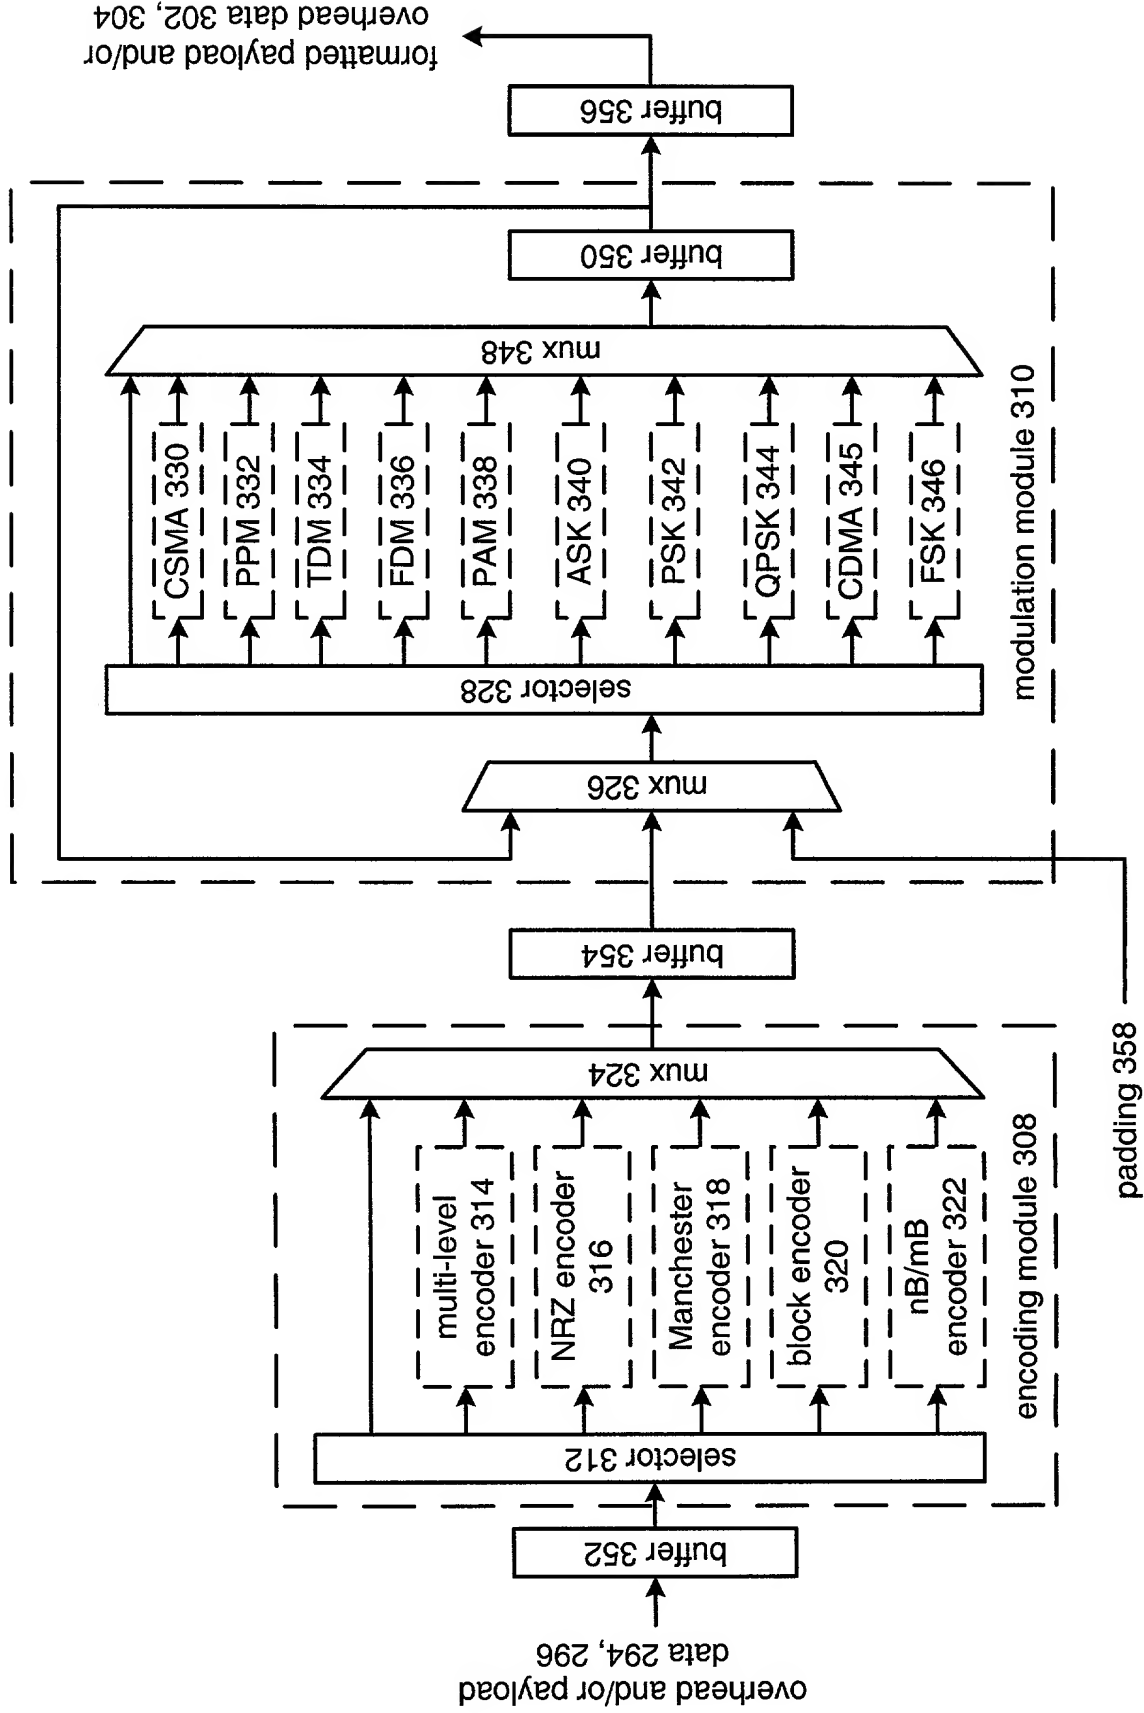 overhead and/or payload
data 294, 296
buffer 352
selector 312
multi-level
encoder 314
NRZ encoder
316
Manchester
encoder 318
block encoder
320
nB/mB
encoder 322
mux 324
encoding module 308
buffer 354
padding 358
mux 326
selector 328
CSMA 330
PPM 332
TDM 334
FDM 336
PAM 338
ASK 340
PSK 342
QPSK 344
CDMA 345
FSK 346
mux 348
buffer 350
modulation module 310
buffer 356
formatted payload and/or
overhead data 302, 304